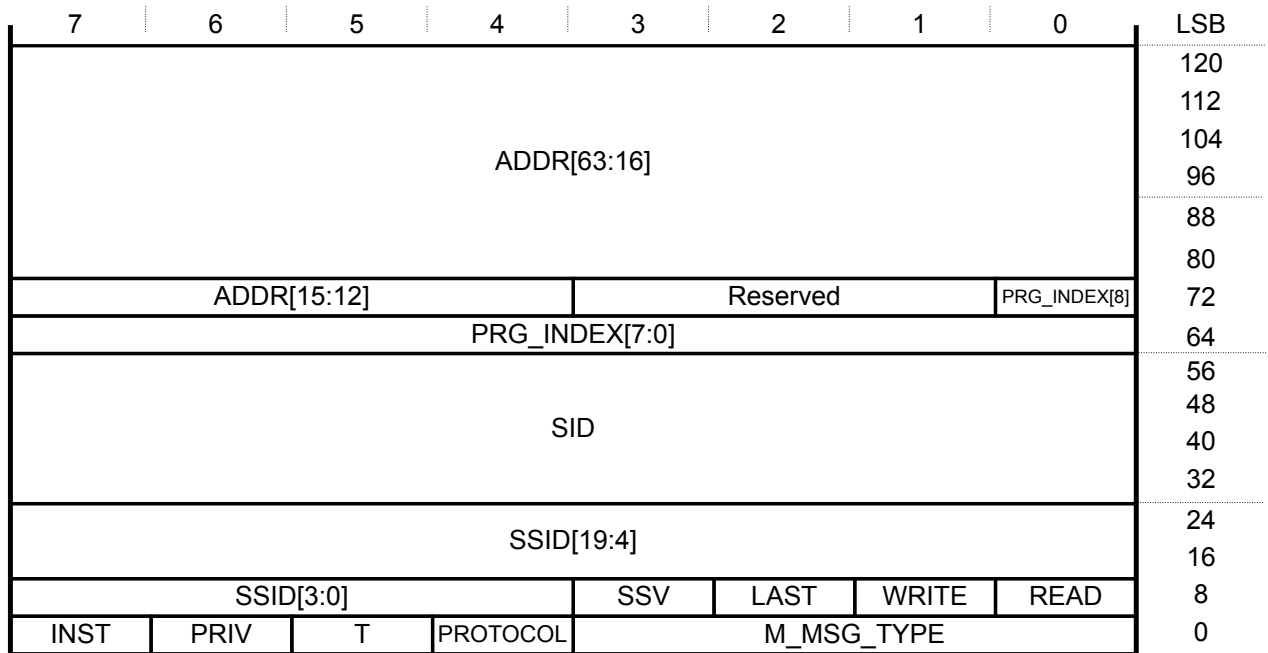 7 6 5 4 3 2 1 0 LSB
120
112
104
ADDR[63:16]
96
88
80
ADDR[15:12] Reserved PRG_INDEX[8] 72
PRG_INDEX[7:0] 64
56
48
SID
40
32
24
SSID[19:4]
16
SSID[3:0] SSV LAST WRITE READ 8
INST PRIV T PROTOCOL M_MSG_TYPE 0